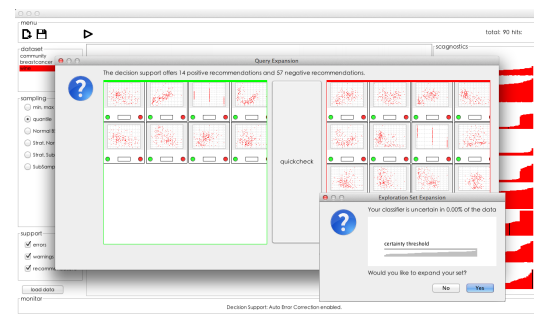 menu
total: 90 hits:
dataset
community
breastcancer
scagnostics
Query Expansion
The decision support offers 14 positive recommendations and 57 negative recommendations.
sampling
min, max
quantile
Normal B
Strat. Nor
Strat. Sub
SubSamp
quickcheck
Exploration Set Expansion
Your classifier is uncertain in 0.00% of the data
certainty threshold
Would you like to expand your set?
No
Yes
support
errors
warnings
recomm
load data
monitor
Decision Support: Auto Error Correction enabled.